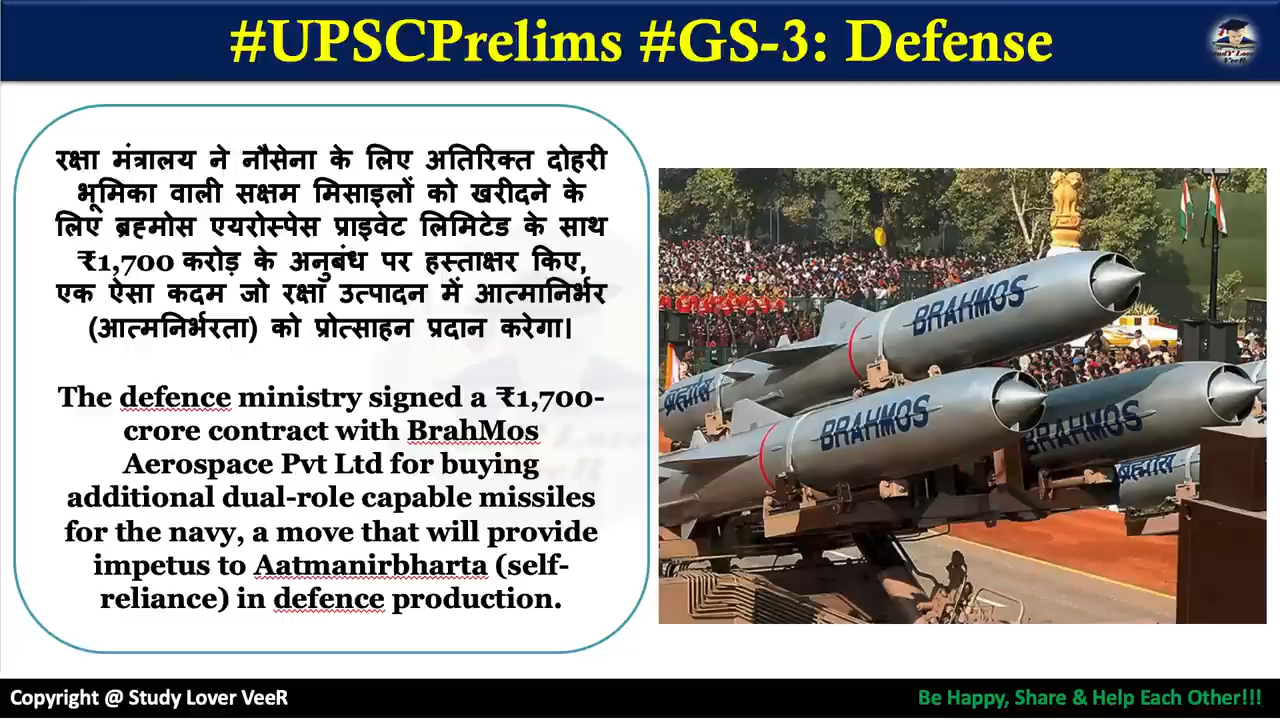 #UPSCPrelims #GS-3: Defense
रक्षा मंत्रालय ने नौसेना के लिए अतिरिक्त दोहरी
भूमिका वाली सक्षम मिसाइलों को खरीदने के
लिए ब्रह्मोस एयरोस्पेस प्राइवेट लिमिटेड के साथ
₹1,700 करोड़ के अनुबंध पर हस्ताक्षर किए,
एक ऐसा कदम जो रक्षा उत्पादन में आत्मानिर्भर
(आत्मनिर्भरता) को प्रोत्साहन प्रदान करेगा।
The defence ministry signed a ₹1,700-
crore contract with BrahMos
Aerospace Pvt Ltd for buying
additional dual-role capable missiles
for the navy, a move that will provide
impetus to Aatmanirbharta (self-
reliance) in defence production.
BRAHMOS
BRAHMOS
BRAHMOS
ब्रह्मोस
ब्रह्मोस
Copyright @ Study Lover VeeR
Be Happy, Share & Help Each Other!!!